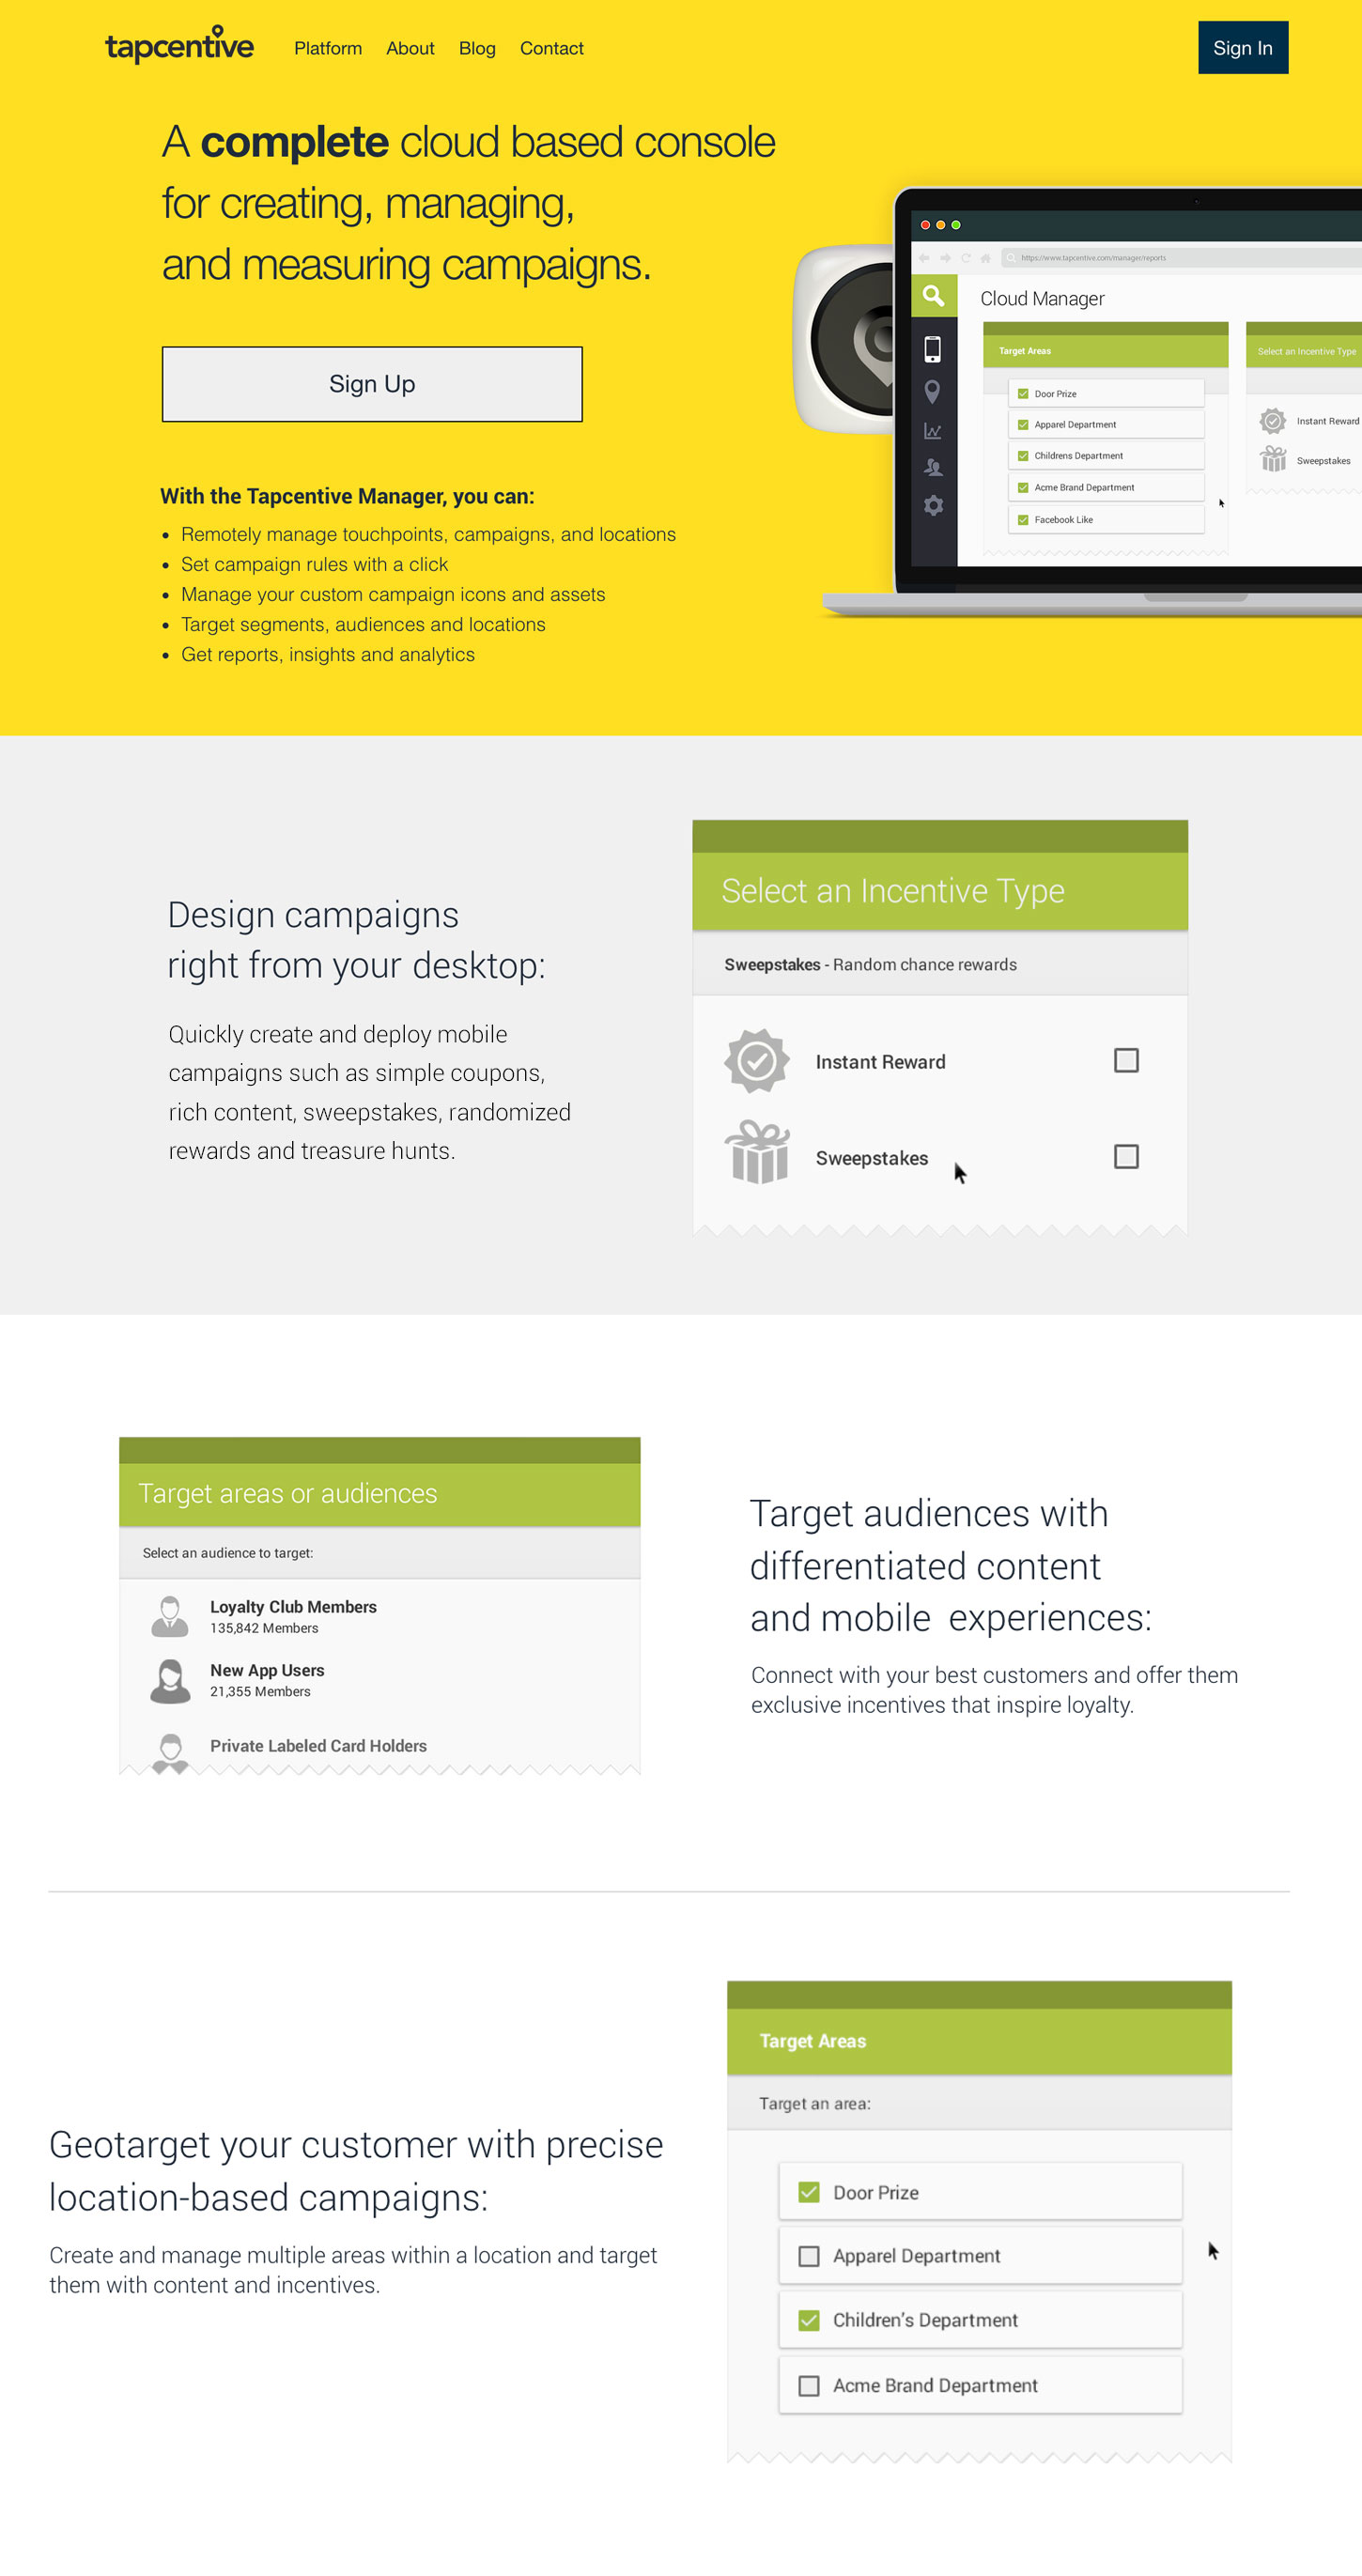 tapcentive
Platform
About
Blog
Contact
Sign In
A complete cloud based console
for creating, managing,
and measuring campaigns.
Sign Up
With the Tapcentive Manager, you can:
• Remotely manage touchpoints, campaigns, and locations
• Set campaign rules with a click
• Manage your custom campaign icons and assets
• Target segments, audiences and locations
• Get reports, insights and analytics
https://www.tapcentive.com/manager/reports
Cloud Manager
Target Areas
Door Prize
Apparel Department
Childrens Department
Acme Brand Department
Facebook Like
Select an Incentive Type
Instant Reward
Sweepstakes
Design campaigns
right from your desktop:
Quickly create and deploy mobile
campaigns such as simple coupons,
rich content, sweepstakes, randomized
rewards and treasure hunts.
Select an Incentive Type
Sweepstakes - Random chance rewards
Instant Reward
Sweepstakes
Target areas or audiences
Select an audience to target:
Loyalty Club Members
135,842 Members
New App Users
21,355 Members
Private Labeled Card Holders
Target audiences with
differentiated content
and mobile experiences:
Connect with your best customers and offer them
exclusive incentives that inspire loyalty.
Geotarget your customer with precise
location-based campaigns:
Create and manage multiple areas within a location and target
them with content and incentives.
Target Areas
Target an area:
Door Prize
Apparel Department
Children's Department
Acme Brand Department